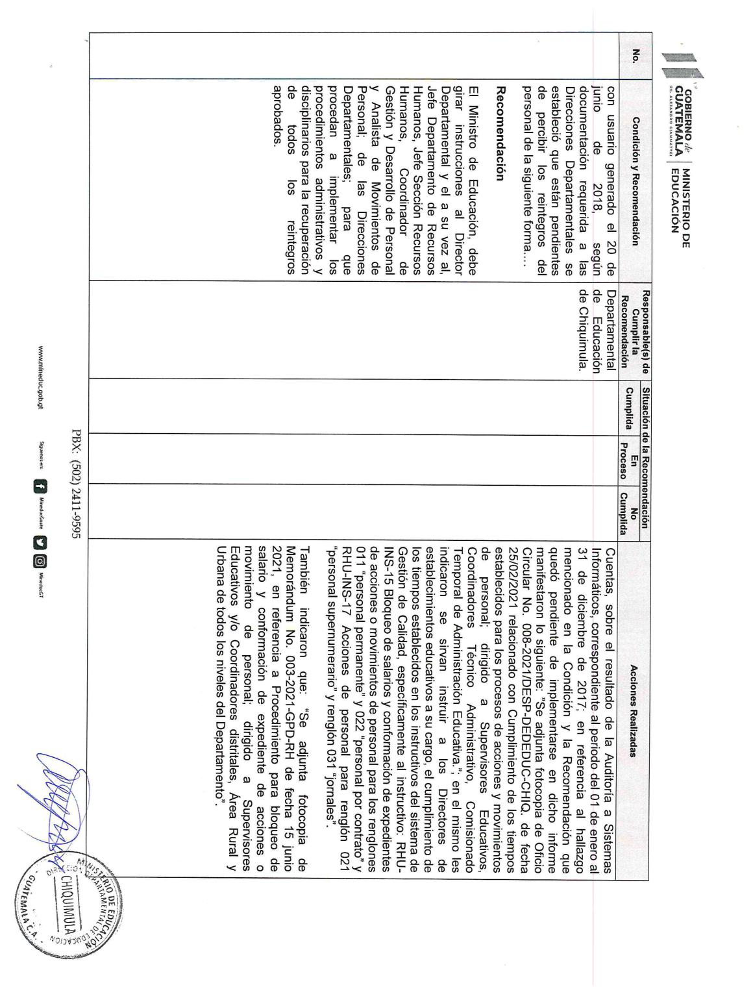 GOBIERNO de
GUATEMALA
DR. ALEJANDRO GIAMMATTEI
MINISTERIO DE
EDUCACIÓN
No.
Condición y Recomendación
Responsable(s) de
Cumplir la
Recomendación
Situación de la Recomendación
Cumplida
En
Proceso
No
Cumplida
Acciones Realizadas
con usuario generado el 20 de
junio de 2018, según
documentación requerida a las
Direcciones Departamentales se
estableció que están pendientes
de percibir los reintegros del
personal de la siguiente forma….
Recomendación
El Ministro de Educación, debe
girar instrucciones al Director
Departamental y el a su vez al,
Jefe Departamento de Recursos
Humanos, Jefe Sección Recursos
Humanos, Coordinador de
Gestión y Desarrollo de Personal
y Analista de Movimientos de
Personal; de las Direcciones
Departamentales; para que
procedan a implementar los
procedimientos administrativos y
disciplinarios para la recuperación
de todos los reintegros
aprobados.
Departamental
de Educación
de Chiquimula.
Cuentas, sobre el resultado de la Auditoría a Sistemas
Informáticos, correspondiente al periodo del 01 de enero al
31 de diciembre de 2017; en referencia al hallazgo
mencionado en la Condición y la Recomendación que
quedó pendiente de implementarse en dicho informe
manifestaron lo siguiente: "Se adjunta fotocopia de Oficio
Circular No. 008-2021/DESP-DEDEDUC-CHIQ. de fecha
25/02/2021 relacionado con Cumplimiento de los tiempos
establecidos para los procesos de acciones y movimientos
de personal; dirigido a Supervisores Educativos,
Coordinadores Técnico Administrativo, Comisionado
Temporal de Administración Educativa.", en el mismo les
indicaron se sirvan instruir a los Directores de
establecimientos educativos a su cargo, el cumplimiento de
los tiempos establecidos en los instructivos del sistema de
Gestión de Calidad, específicamente al instructivo: RHU-
INS-15 Bloqueo de salarios y conformación de expedientes
de acciones o movimientos de personal para los renglones
011 "personal permanente" y 022 "personal por contrato" y
RHU-INS-17 Acciones de personal para renglón 021
"personal supernumerario" y renglón 031 "jornales".
También indicaron que: "Se adjunta fotocopia de
Memorándum No. 003-2021-GPD-RH de fecha 15 junio
2021, en referencia a Procedimiento para bloqueo de
salario y conformación de expediente de acciones o
movimiento de personal; dirigido a Supervisores
Educativos y/o Coordinadores distritales, Área Rural y
Urbana de todos los niveles del Departamento".
MINISTERIO DE EDUCACIÓN
DIRECCIÓN DEPARTAMENTAL DE EDUCACIÓN
CHIQUIMULA
GUATEMALA C.A.
PBX: (502) 2411-9595
www.mineduc.gob.gt
Síguenos en:
MineducGuate
MineducGT